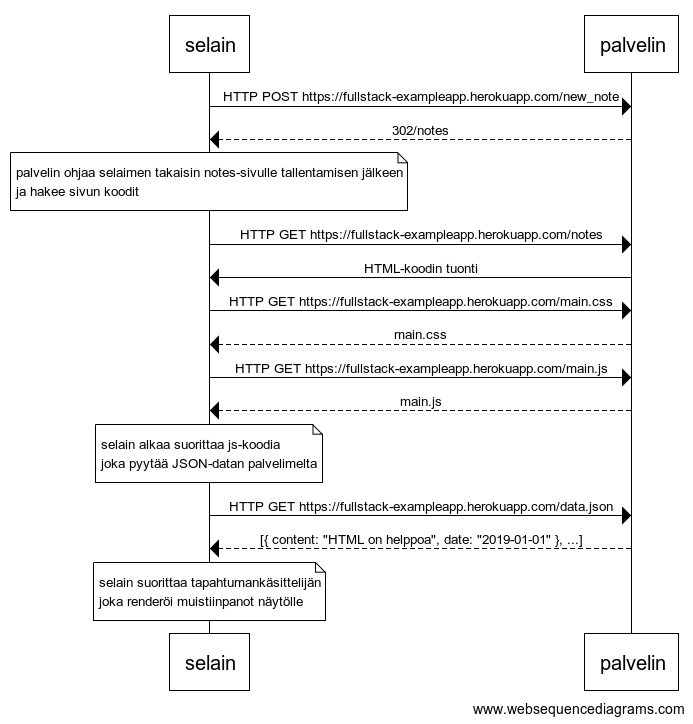 selain
palvelin
HTTP POST https://fullstack-exampleapp.herokuapp.com/new_note
302/notes
palvelin ohjaa selaimen takaisin notes-sivulle tallentamisen jälkeen
ja hakee sivun koodit
HTTP GET https://fullstack-exampleapp.herokuapp.com/notes
HTML-koodin tuonti
HTTP GET https://fullstack-exampleapp.herokuapp.com/main.css
main.css
HTTP GET https://fullstack-exampleapp.herokuapp.com/main.js
main.js
selain alkaa suorittaa js-koodia
joka pyytää JSON-datan palvelimelta
HTTP GET https://fullstack-exampleapp.herokuapp.com/data.json
[{ content: "HTML on helppoa", date: "2019-01-01" }, ...]
selain suorittaa tapahtumankäsittelijän
joka renderöi muistiinpanot näytölle
selain
palvelin
www.websequencediagrams.com